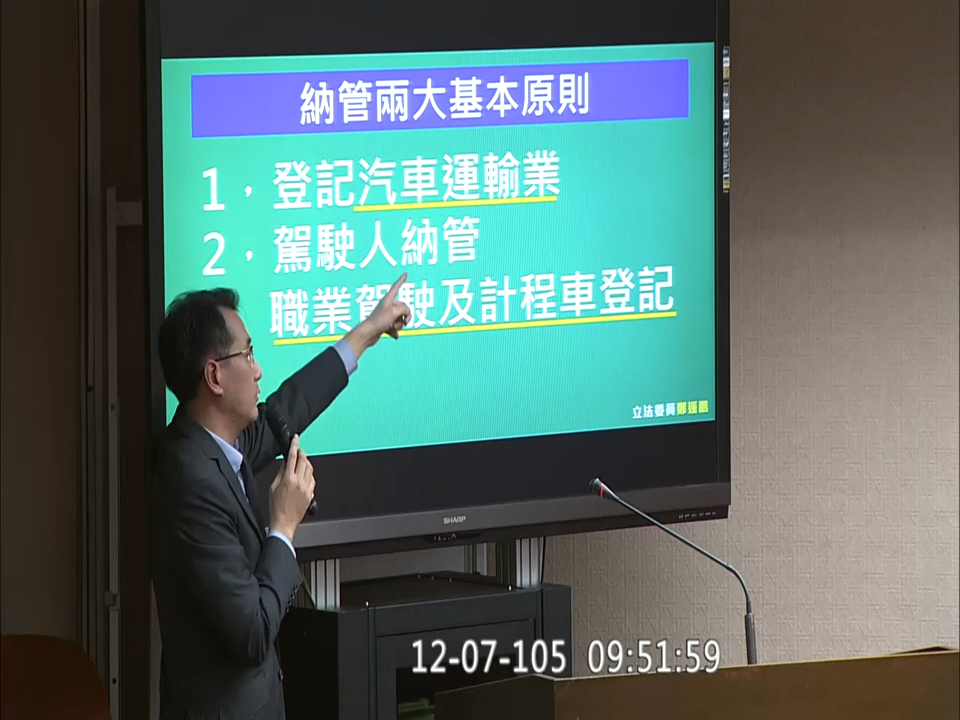 納管兩大基本原則
1，登記汽車運輸業
2，駕駛人納管
職業駕駛及計程車登記
立法委員鄭運鵬
SHARP
12-07-105 09:51:59